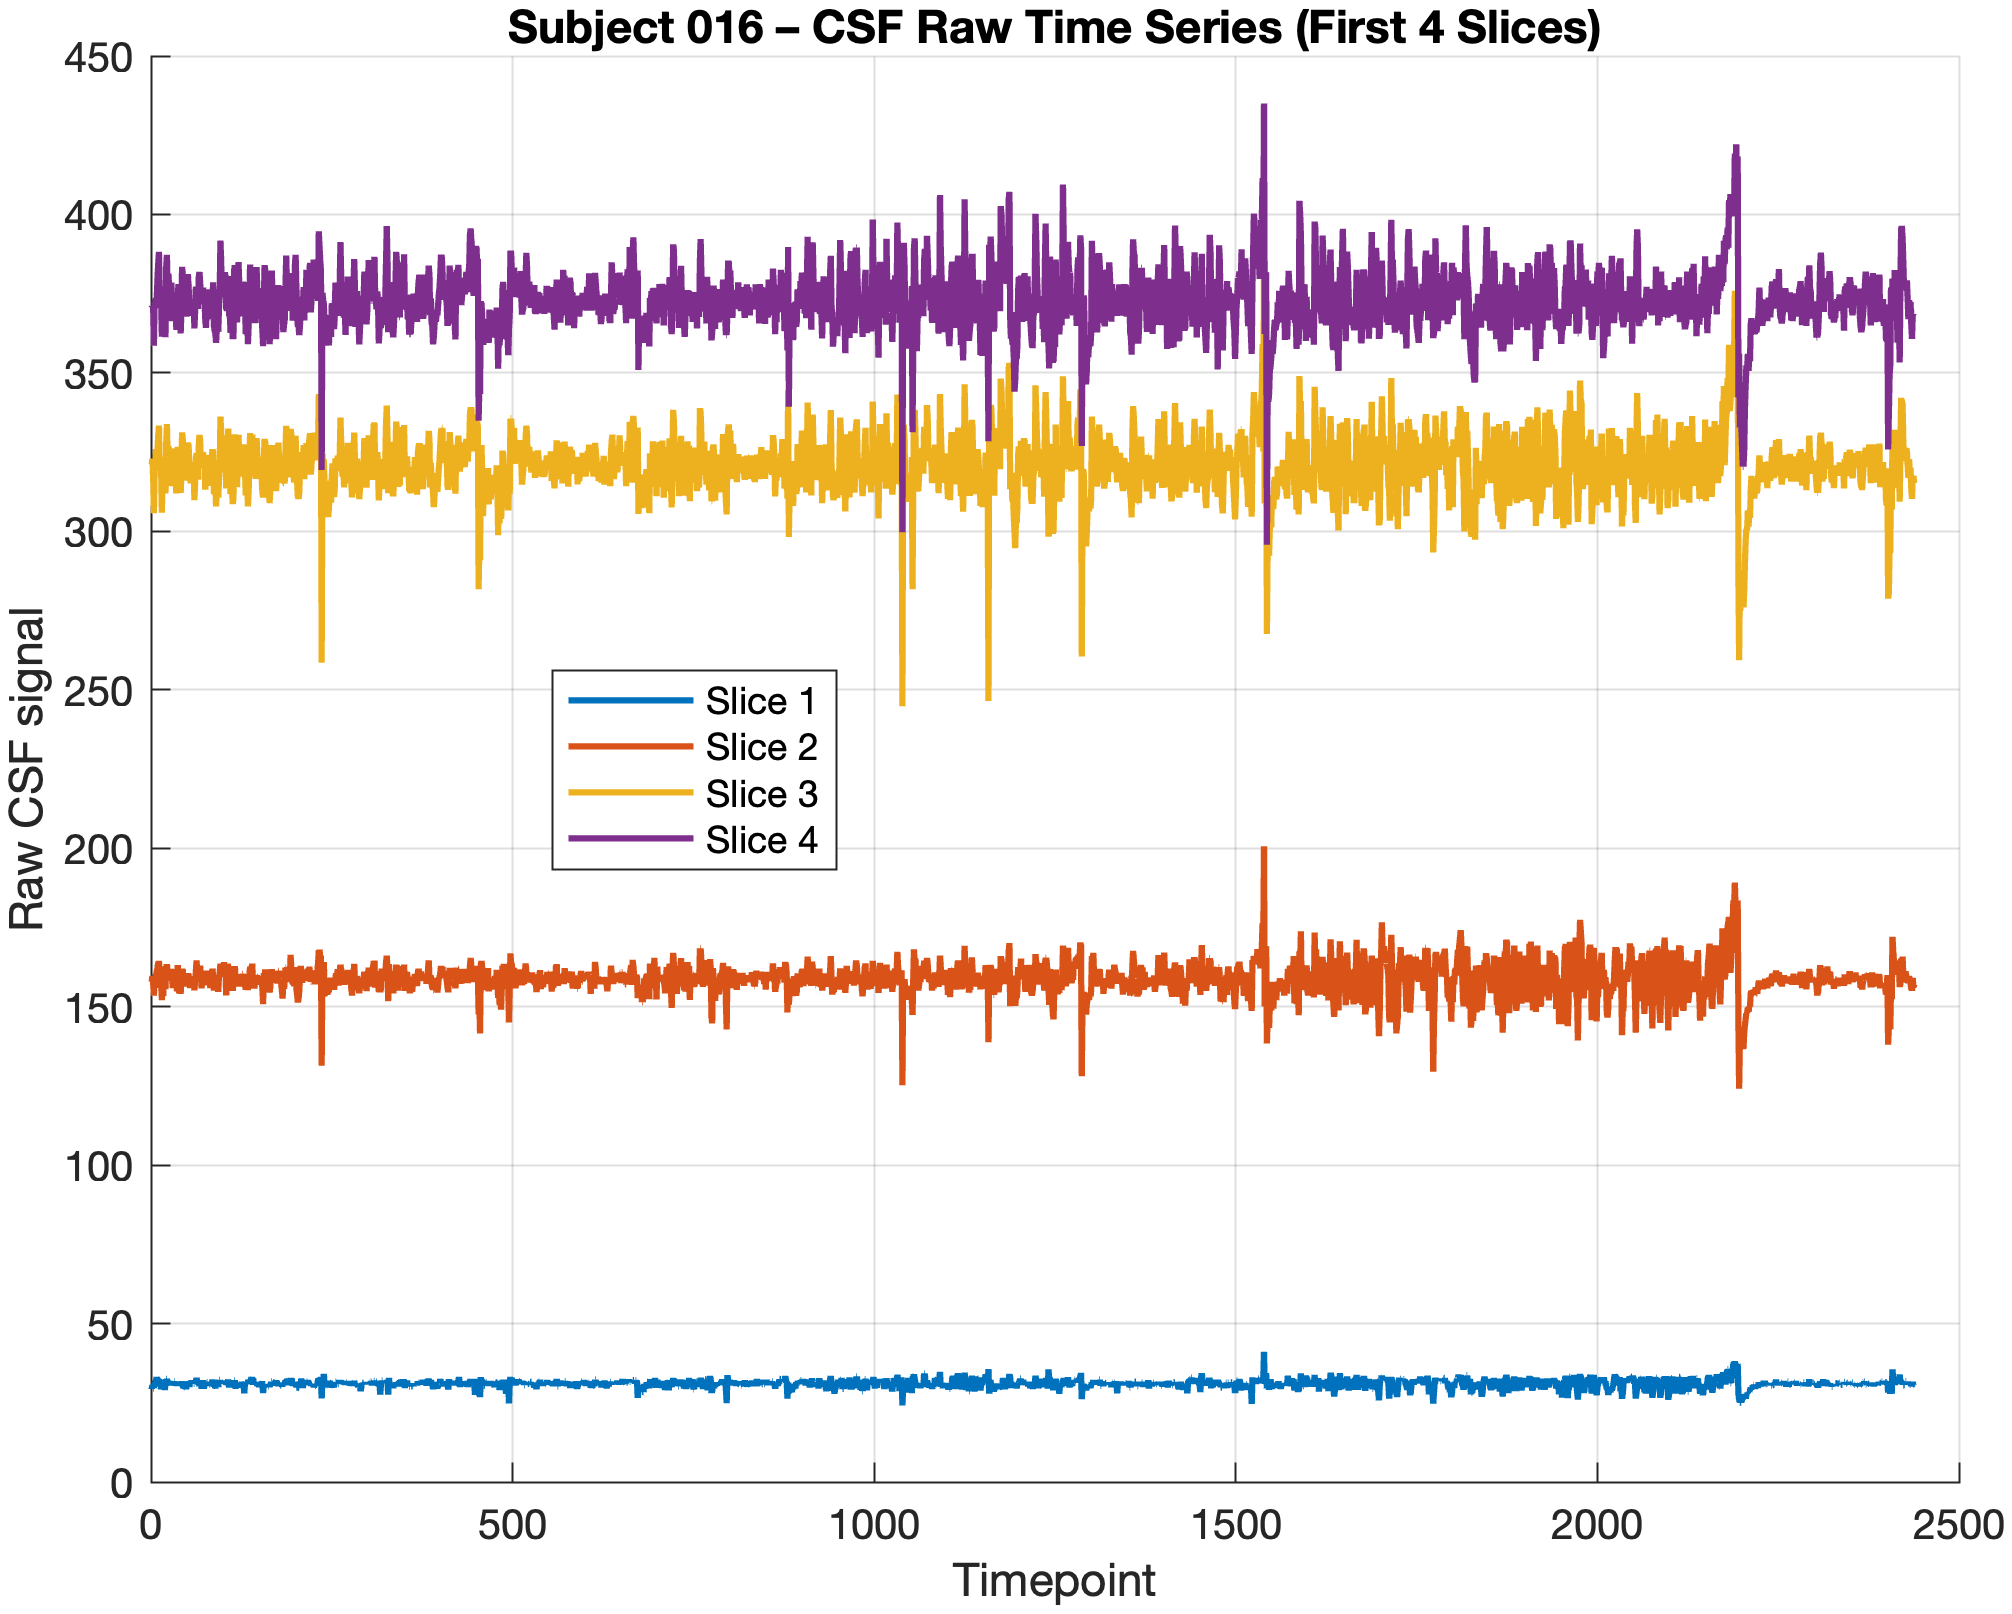 Subject 016 – CSF Raw Time Series (First 4 Slices)
450
400
350
300
250
200
150
100
50
0
Raw CSF signal
Slice 1
Slice 2
Slice 3
Slice 4
0 500 1000 1500 2000 2500
Timepoint